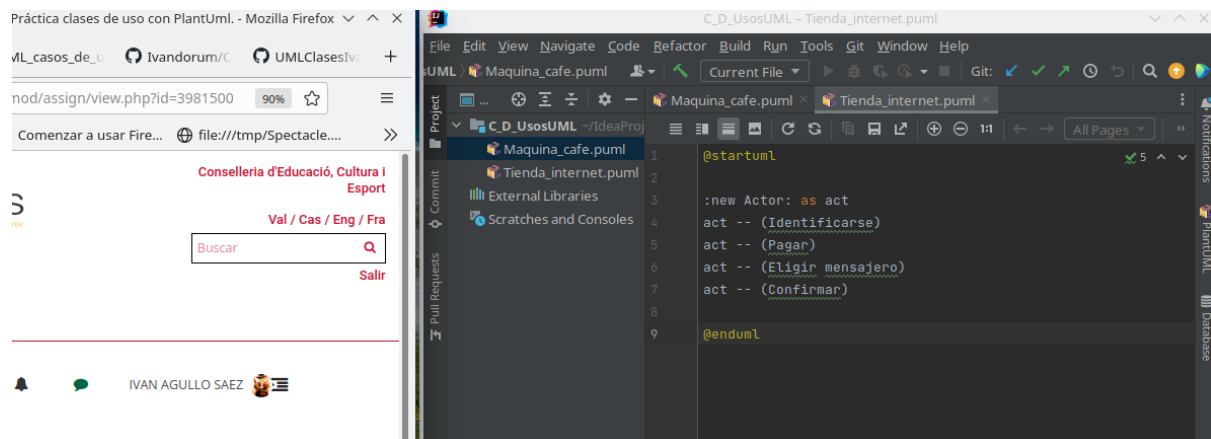 Práctica clases de uso con PlantUml. - Mozilla Firefox
ML_casos_de_u
Ivandorum/C
UMLClasesIva
mod/assign/view.php?id=3981500
90%
Comenzar a usar Fire...
file:///tmp/Spectacle....
Conselleria d'Educació, Cultura i
Esport
S
Val / Cas / Eng / Fra
Buscar
Salir
IVAN AGULLO SAEZ
C_D_UsosUML – Tienda_internet.puml
File Edit View Navigate Code Refactor Build Run Tools Git Window Help
sUML
Maquina_cafe.puml
Current File
Git:
...
Maquina_cafe.puml
Tienda_internet.puml
Project
C_D_UsosUML ~/IdeaProj
Maquina_cafe.puml
Tienda_internet.puml
External Libraries
Scratches and Consoles
Commit
Pull Requests
1:1
All Pages
5
1 @startuml
2
3 :new Actor: as act
4 act -- (Identificarse)
5 act -- (Pagar)
6 act -- (Eligir mensajero)
7 act -- (Confirmar)
8
9 @enduml
Notifications
PlantUML
Database